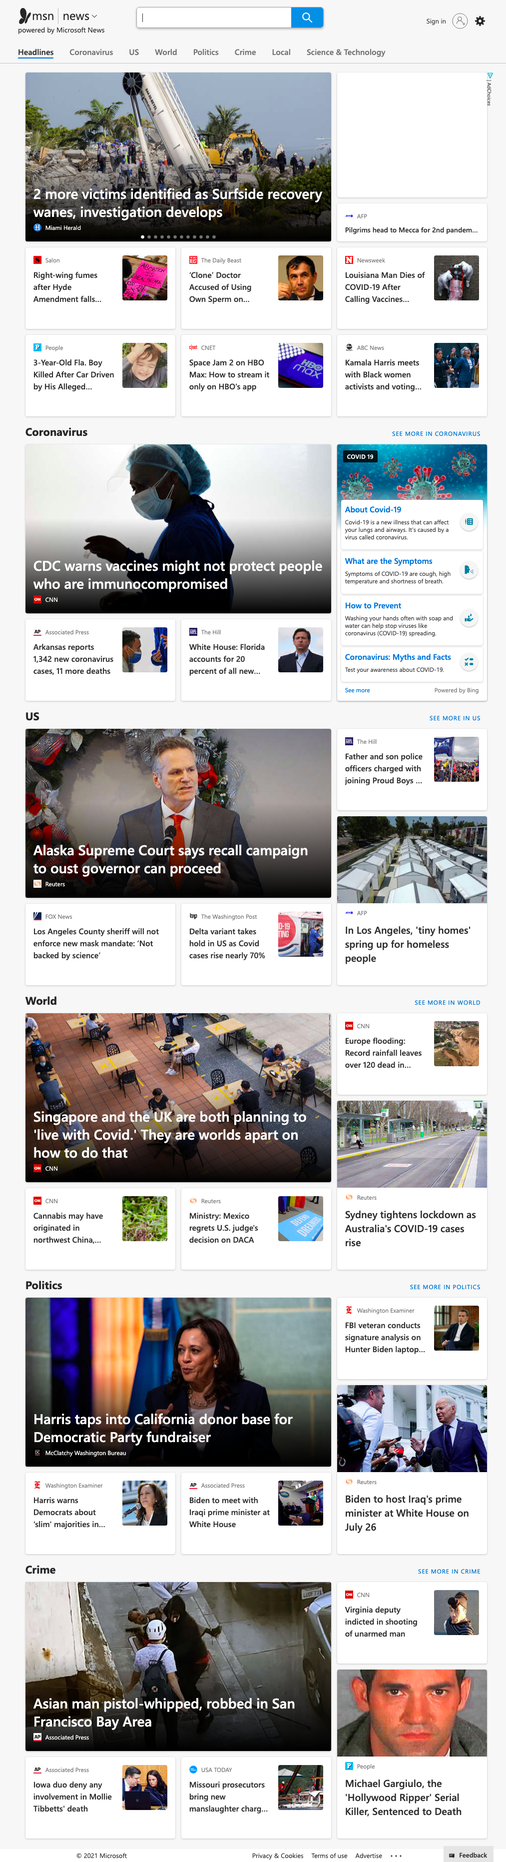 msn | news
powered by Microsoft News
Sign in
Headlines
Coronavirus
US
World
Politics
Crime
Local
Science & Technology
2 more victims identified as Surfside recovery
wanes, investigation develops
Miami Herald
AdChoices
AFP
Pilgrims head to Mecca for 2nd pandem...
Salon
Right-wing fumes
after Hyde
Amendment falls...
The Daily Beast
'Clone' Doctor
Accused of Using
Own Sperm on...
Newsweek
Louisiana Man Dies of
COVID-19 After
Calling Vaccines...
People
3-Year-Old Fla. Boy
Killed After Car Driven
by His Alleged...
CNET
Space Jam 2 on HBO
Max: How to stream it
only on HBO's app
HBO
max
ABC News
Kamala Harris meets
with Black women
activists and voting...
Coronavirus
SEE MORE IN CORONAVIRUS
CDC warns vaccines might not protect people
who are immunocompromised
CNN
COVID 19
About Covid-19
Covid-19 is a new illness that can affect
your lungs and airways. It's caused by a
virus called coronavirus.
What are the Symptoms
Symptoms of COVID-19 are cough, high
temperature and shortness of breath.
How to Prevent
Washing your hands often with soap and
water can help stop viruses like
coronavirus (COVID-19) spreading.
Coronavirus: Myths and Facts
Test your awareness about COVID-19.
See more
Powered by Bing
Associated Press
Arkansas reports
1,342 new coronavirus
cases, 11 more deaths
The Hill
White House: Florida
accounts for 20
percent of all new...
US
SEE MORE IN US
Alaska Supreme Court says recall campaign
to oust governor can proceed
Reuters
The Hill
Father and son police
officers charged with
joining Proud Boys ...
FOX News
Los Angeles County sheriff will not
enforce new mask mandate: 'Not
backed by science'
The Washington Post
Delta variant takes
hold in US as Covid
cases rise nearly 70%
AFP
In Los Angeles, 'tiny homes'
spring up for homeless
people
World
SEE MORE IN WORLD
Singapore and the UK are both planning to
'live with Covid.' They are worlds apart on
how to do that
CNN
CNN
Europe flooding:
Record rainfall leaves
over 120 dead in...
CNN
Cannabis may have
originated in
northwest China,...
Reuters
Ministry: Mexico
regrets U.S. judge's
decision on DACA
Reuters
Sydney tightens lockdown as
Australia's COVID-19 cases
rise
Politics
SEE MORE IN POLITICS
Harris taps into California donor base for
Democratic Party fundraiser
McClatchy Washington Bureau
Washington Examiner
FBI veteran conducts
signature analysis on
Hunter Biden laptop...
Washington Examiner
Harris warns
Democrats about
'slim' majorities in...
Associated Press
Biden to meet with
Iraqi prime minister at
White House
Reuters
Biden to host Iraq's prime
minister at White House on
July 26
Crime
SEE MORE IN CRIME
Asian man pistol-whipped, robbed in San
Francisco Bay Area
Associated Press
CNN
Virginia deputy
indicted in shooting
of unarmed man
Associated Press
Iowa duo deny any
involvement in Mollie
Tibbetts' death
USA TODAY
Missouri prosecutors
bring new
manslaughter charg...
People
Michael Gargiulo, the
'Hollywood Ripper' Serial
Killer, Sentenced to Death
© 2021 Microsoft
Privacy & Cookies
Terms of use
Advertise
...
Feedback